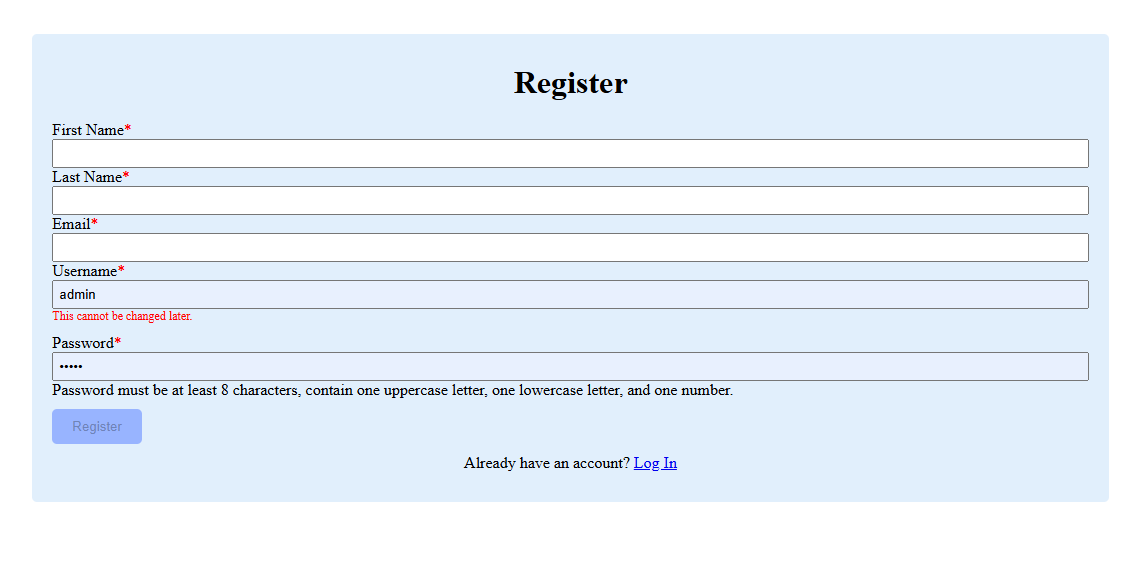 Register
First Name*
Last Name*
Email*
Username*
admin
This cannot be changed later.
Password*
•••••
Password must be at least 8 characters, contain one uppercase letter, one lowercase letter, and one number.
Register
Already have an account? Log In